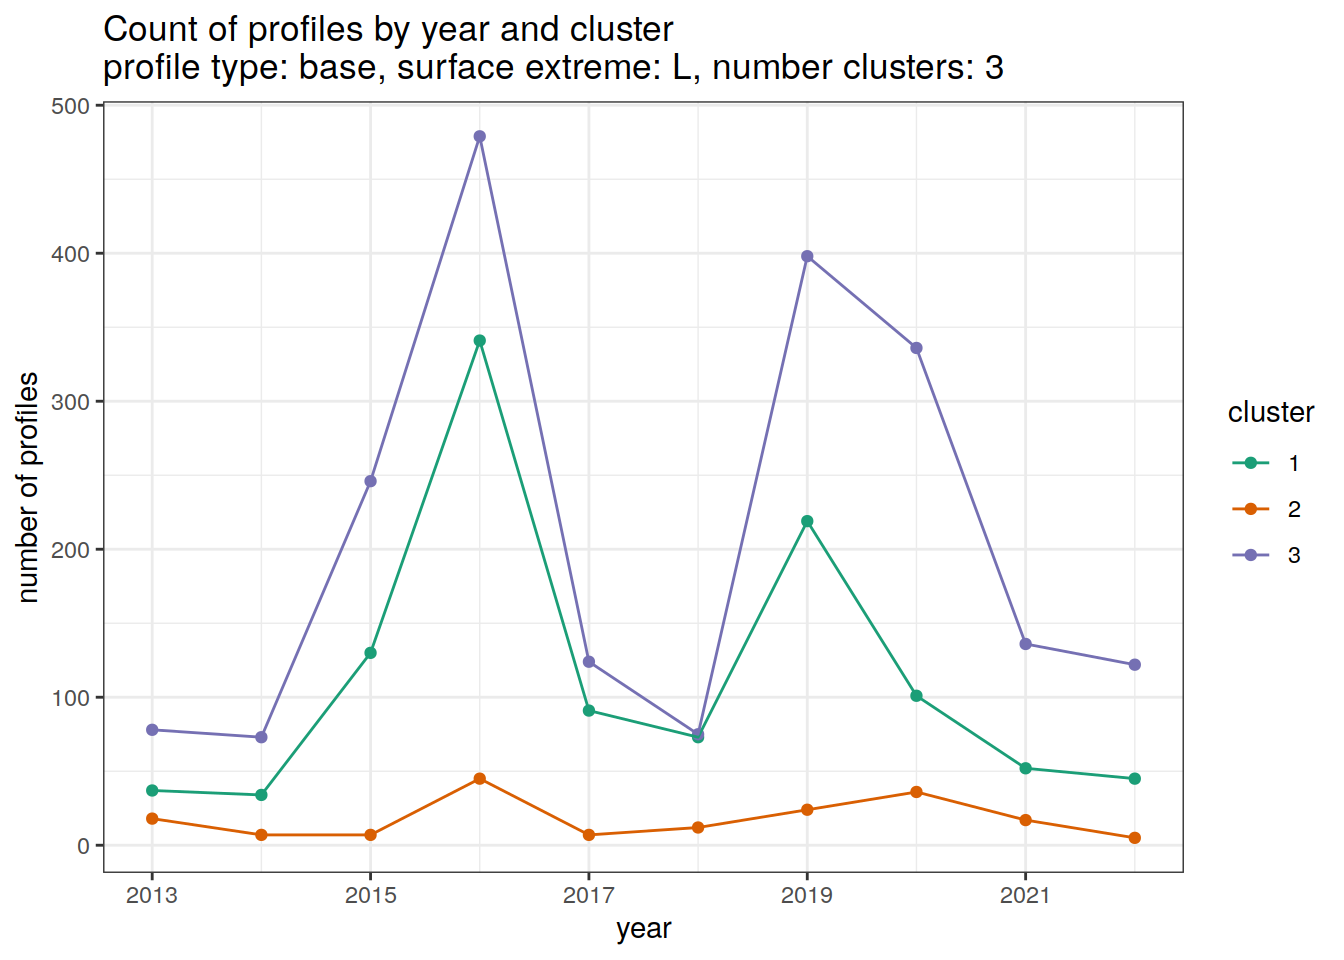 Count of profiles by year and cluster
profile type: base, surface extreme: L, number clusters: 3
500
400
300
200
100
0
number of profiles
2013 2015 2017 2019 2021
year
cluster
1
2
3